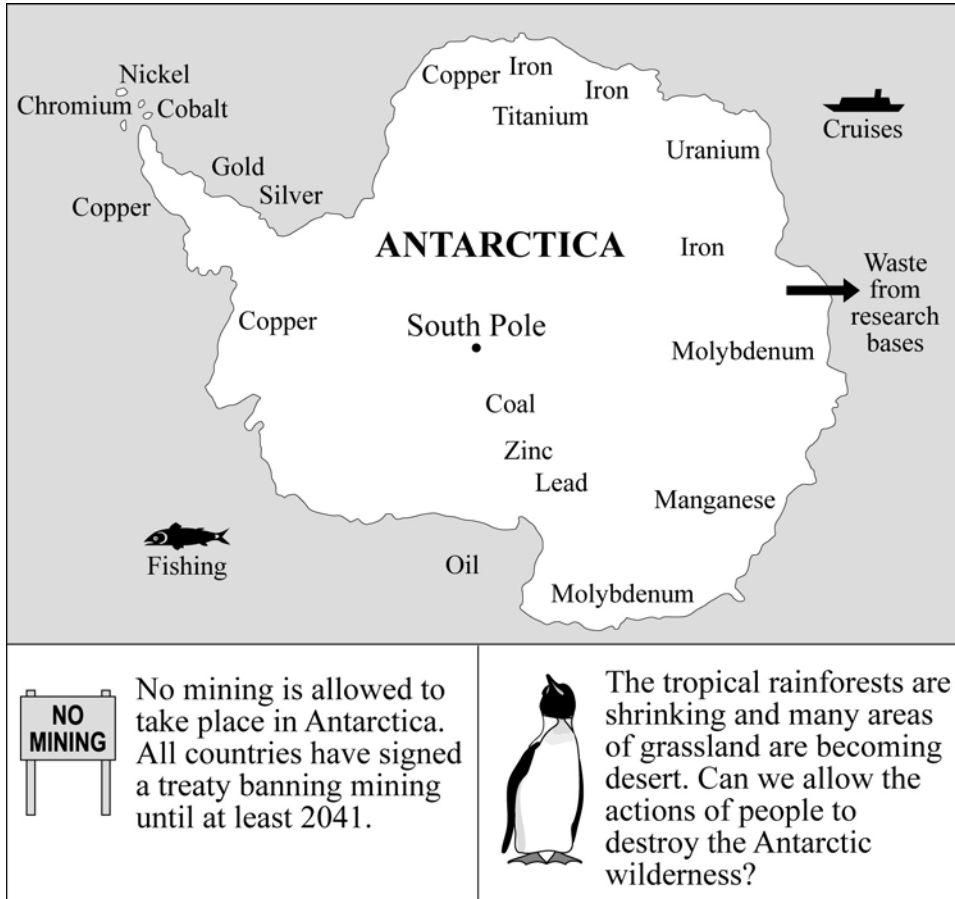 Nickel
Chromium
Cobalt
Copper
Iron
Iron
Titanium
Cruises
Uranium
Gold
Silver
Copper
ANTARCTICA
Iron
Waste
from
research
bases
Copper
South Pole
Molybdenum
Coal
Zinc
Lead
Manganese
Fishing
Oil
Molybdenum
NO
MINING
No mining is allowed to
take place in Antarctica.
All countries have signed
a treaty banning mining
until at least 2041.
The tropical rainforests are
shrinking and many areas
of grassland are becoming
desert. Can we allow the
actions of people to
destroy the Antarctic
wilderness?